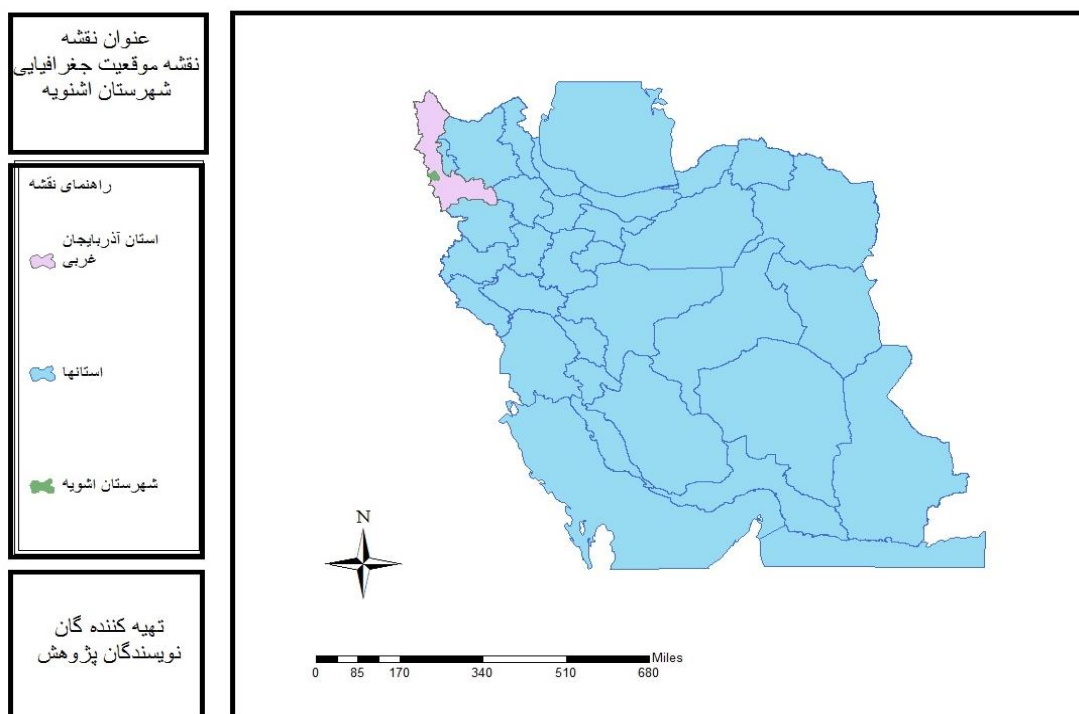 عنوان نقشه
نقشه موقعیت جغرافیایی
شهرستان اشنویه
راهنمای نقشه
استان آذربایجان
غربی
استانها
شهرستان اشویه
تهیه کننده گان
نویسندگان پژوهش
N
Miles
0 85 170 340 510 680